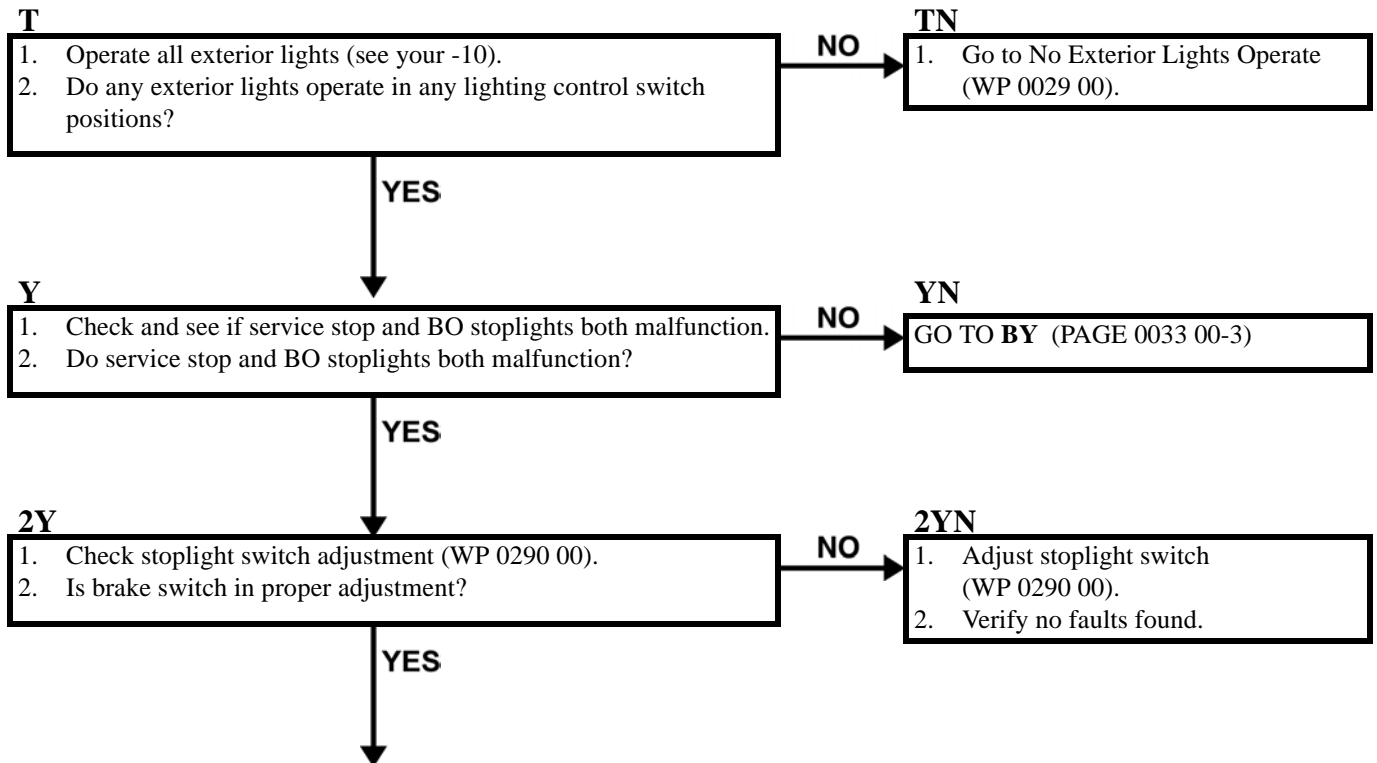 T
1. Operate all exterior lights (see your -10).
2. Do any exterior lights operate in any lighting control switch
positions?
NO
TN
1. Go to No Exterior Lights Operate
(WP 0029 00).
YES
Y
1. Check and see if service stop and BO stoplights both malfunction.
2. Do service stop and BO stoplights both malfunction?
NO
YN
GO TO BY (PAGE 0033 00-3)
YES
2Y
1. Check stoplight switch adjustment (WP 0290 00).
2. Is brake switch in proper adjustment?
NO
2YN
1. Adjust stoplight switch
(WP 0290 00).
2. Verify no faults found.
YES